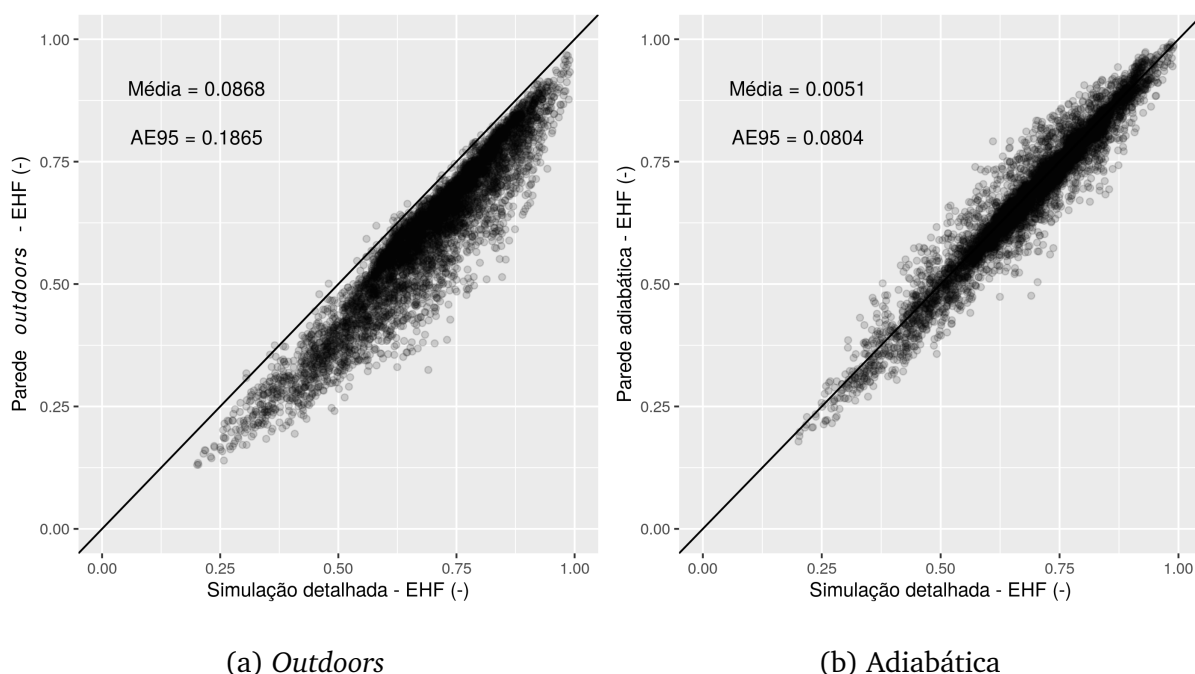 Média = 0.0868
AE95 = 0.1865
Parede outdoors - EHF (-)
1.00
0.75
0.50
0.25
0.00
0.00 0.25 0.50 0.75 1.00
Simulação detalhada - EHF (-)
(a) Outdoors
Média = 0.0051
AE95 = 0.0804
Parede adiabática - EHF (-)
1.00
0.75
0.50
0.25
0.00
0.00 0.25 0.50 0.75 1.00
Simulação detalhada - EHF (-)
(b) Adiabática